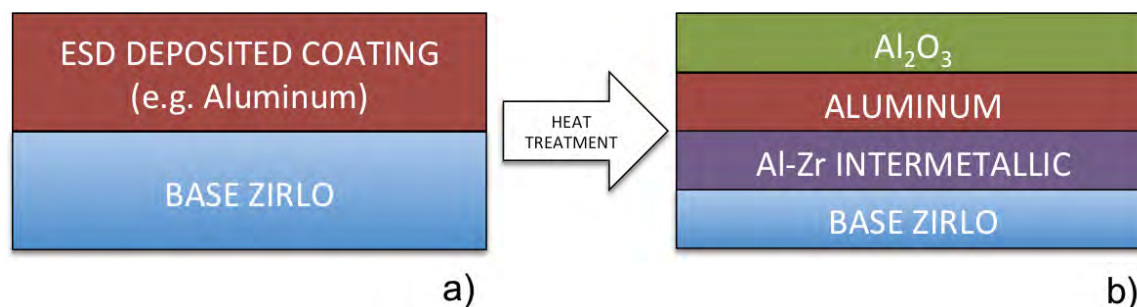 ESD DEPOSITED COATING
(e.g. Aluminum)
BASE ZIRLO
a)
HEAT
TREATMENT
Al₂O₃
ALUMINUM
Al-Zr INTERMETALLIC
BASE ZIRLO
b)